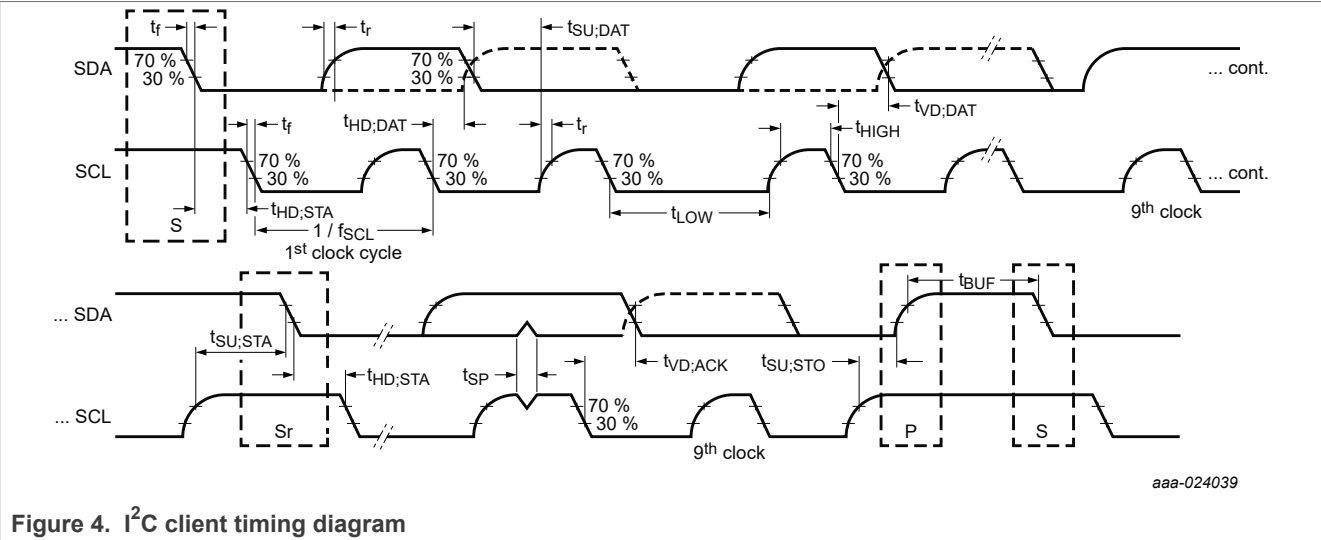 tf tr tSU;DAT
SDA 70 % 30 % 70 % 30 % ... cont.
tf tHD;DAT tr tHIGH tVD;DAT
SCL 70 % 30 % 70 % 30 % 70 % 30 % 70 % 30 % ... cont.
S tHD;STA tLOW 9th clock
1 / fSCL
1st clock cycle
tBUF
... SDA
tSU;STA
tHD;STA tSP tVD;ACK tSU;STO
... SCL 70 % 30 %
Sr 9th clock P S
aaa-024039
Figure 4. I2C client timing diagram